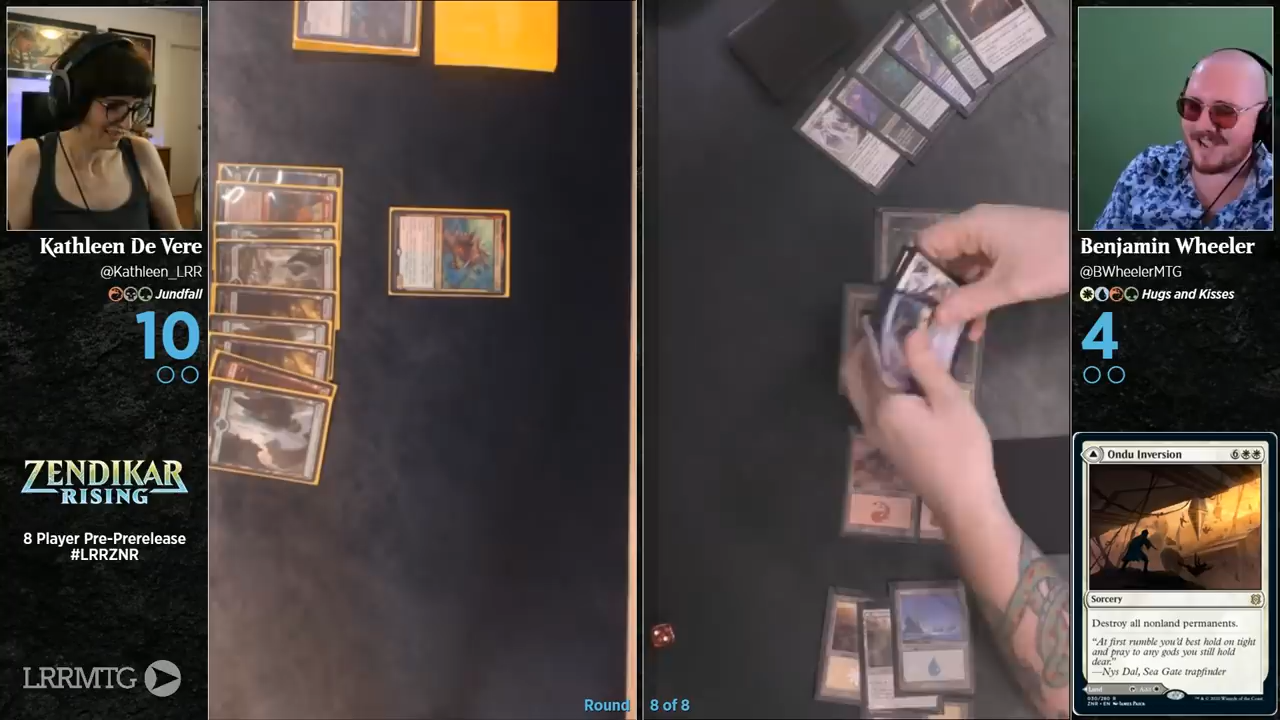 Kathleen De Vere
@Kathleen_LRR
Jundfall
10
ZENDIKAR
RISING
8 Player Pre-Prerelease
#LRRZNR
LRRMTG
Round 8 of 8
Benjamin Wheeler
@BWheelerMTG
Hugs and Kisses
4
Ondu Inversion 6
Sorcery
Destroy all nonland permanents.
"At first rumble you'd best hold on tight
and pray to any gods you still hold
dear."
—Nys Dal, Sea Gate trapfinder
Land